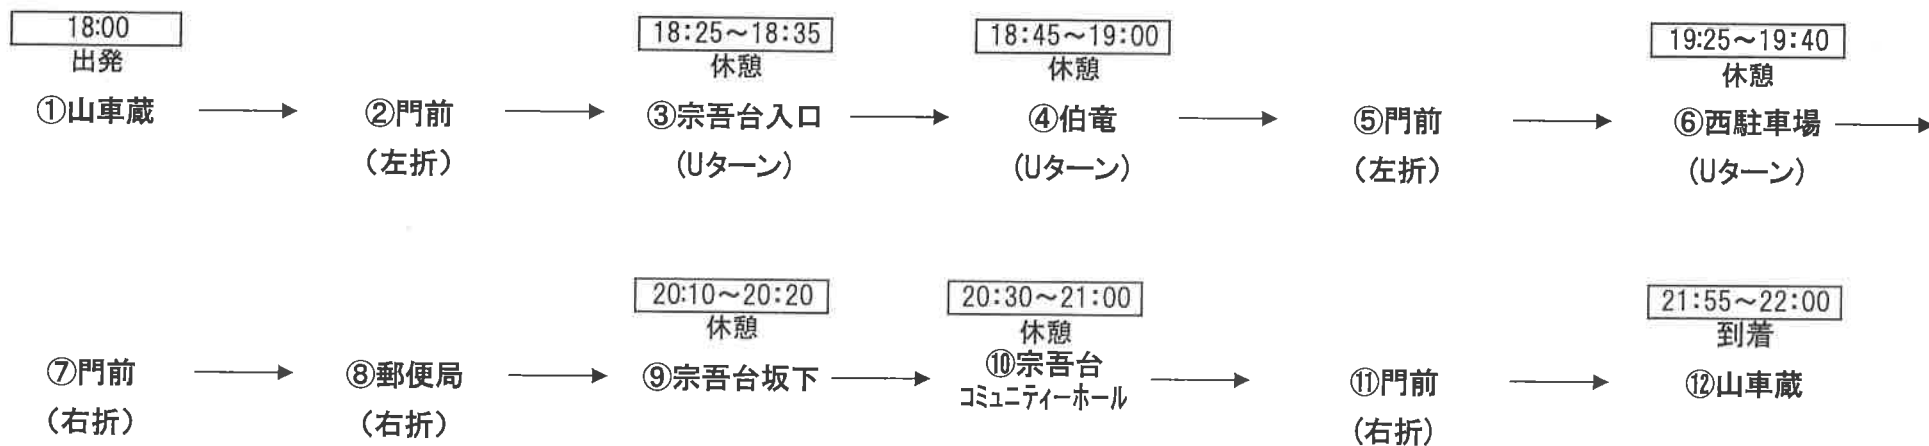 18:00
出発
①山車蔵
②門前
(左折)
18:25～18:35
休憩
③宗吾台入口
(Uターン)
18:45～19:00
休憩
④伯竜
(Uターン)
⑤門前
(左折)
19:25～19:40
休憩
⑥西駐車場
(Uターン)
⑦門前
(右折)
⑧郵便局
(右折)
20:10～20:20
休憩
⑨宗吾台坂下
20:30～21:00
休憩
⑩宗吾台
コミュニティーホール
⑪門前
(右折)
21:55～22:00
到着
⑫山車蔵